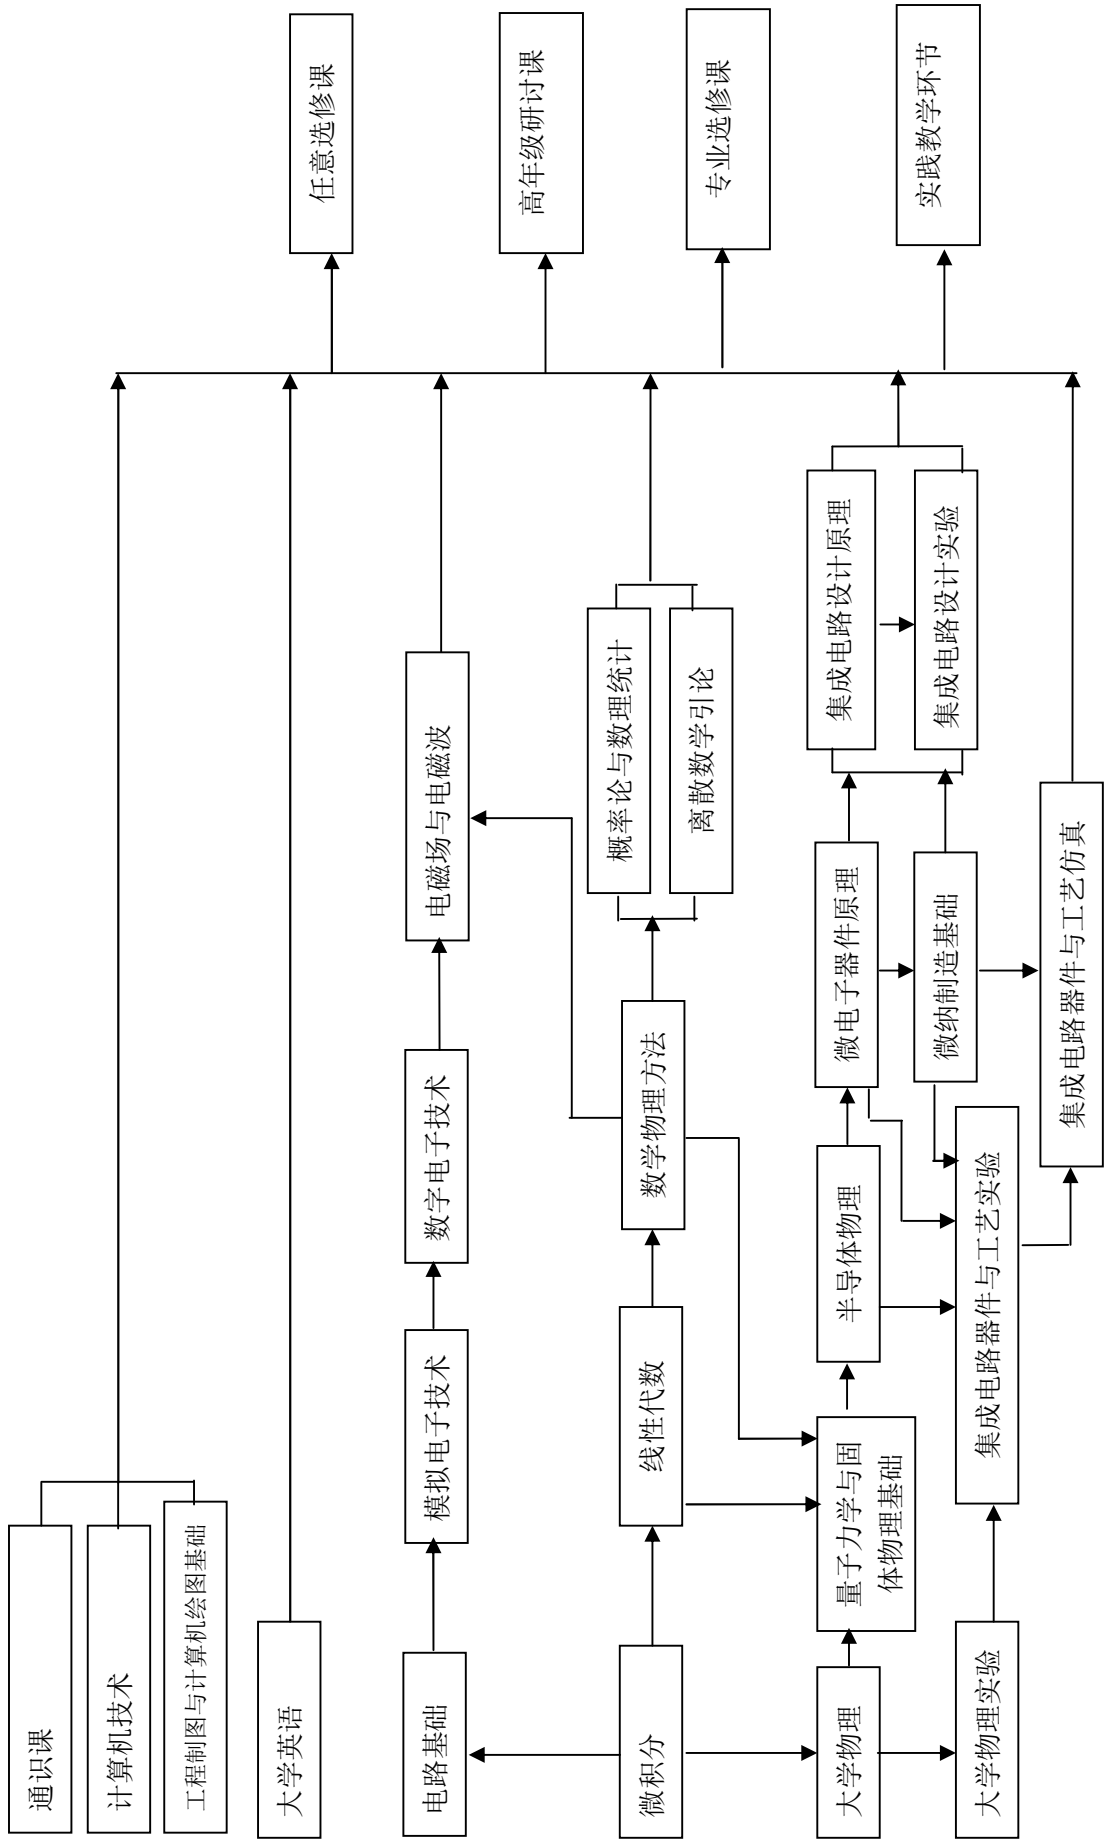 通识课
计算机技术
工程制图与计算机绘图基础
大学英语
电路基础
模拟电子技术
数字电子技术
电磁场与电磁波
微积分
线性代数
数学物理方法
概率论与数理统计
离散数学引论
大学物理
量子力学与固
体物理基础
半导体物理
微电子器件原理
集成电路设计原理
微纳制造基础
集成电路设计实验
大学物理实验
集成电路器件与工艺实验
集成电路器件与工艺仿真
任意选修课
高年级研讨课
专业选修课
实践教学环节